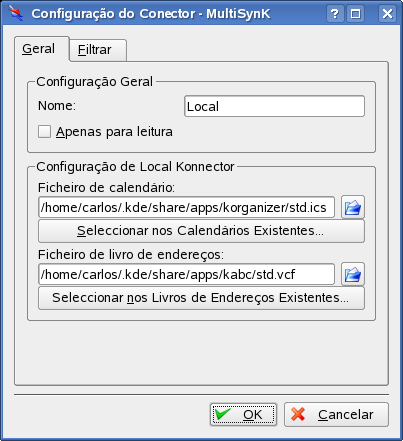 Configuração do Conector - MultiSynK
Geral
Filtrar
Configuração Geral
Nome:
Local
Apenas para leitura
Configuração de Local Konnector
Ficheiro de calendário:
/home/carlos/.kde/share/apps/korganizer/std.ics
Seleccionar nos Calendários Existentes...
Ficheiro de livro de endereços:
/home/carlos/.kde/share/apps/kabc/std.vcf
Seleccionar nos Livros de Endereços Existentes...
OK
Cancelar